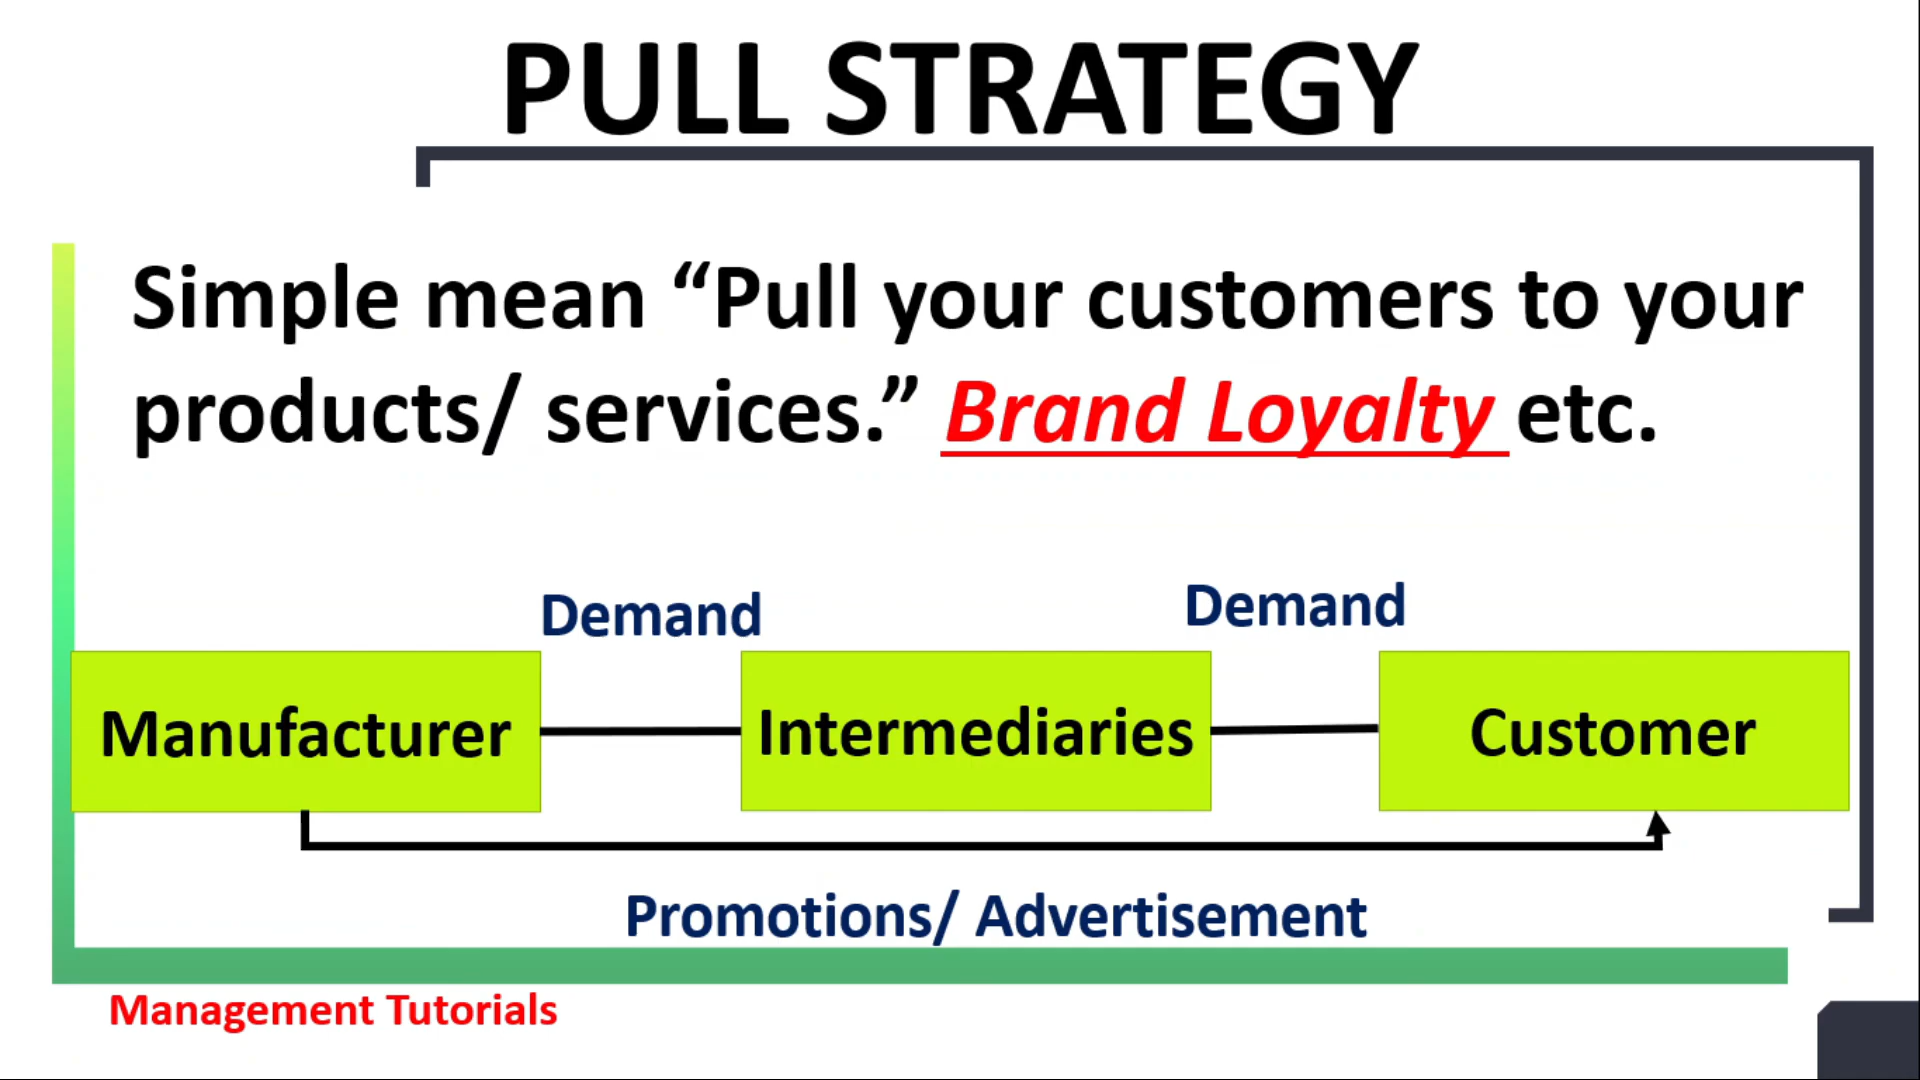 PULL STRATEGY
Simple mean “Pull your customers to your
products/ services.” Brand Loyalty etc.
Demand
Demand
Manufacturer
Intermediaries
Customer
Promotions/ Advertisement
Management Tutorials